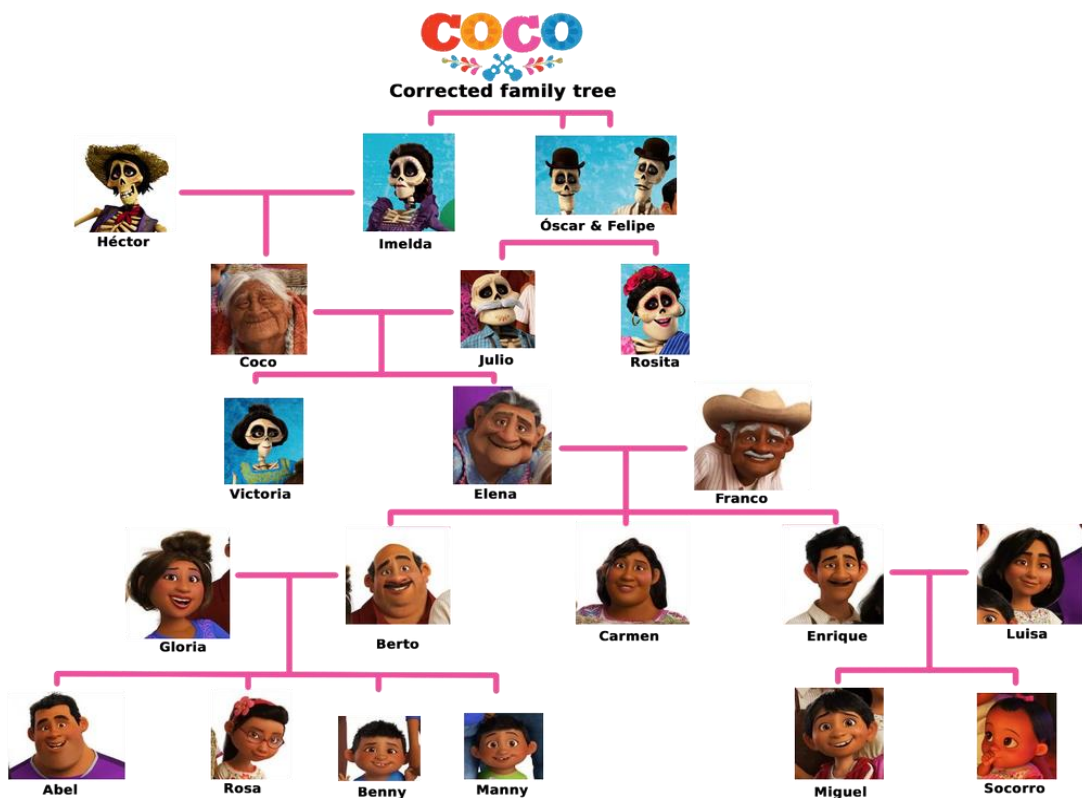 COCO
Corrected family tree
Héctor
Imelda
Óscar & Felipe
Coco
Julio
Rosita
Victoria
Elena
Franco
Gloria
Berto
Carmen
Enrique
Luisa
Abel
Rosa
Benny
Manny
Miguel
Socorro